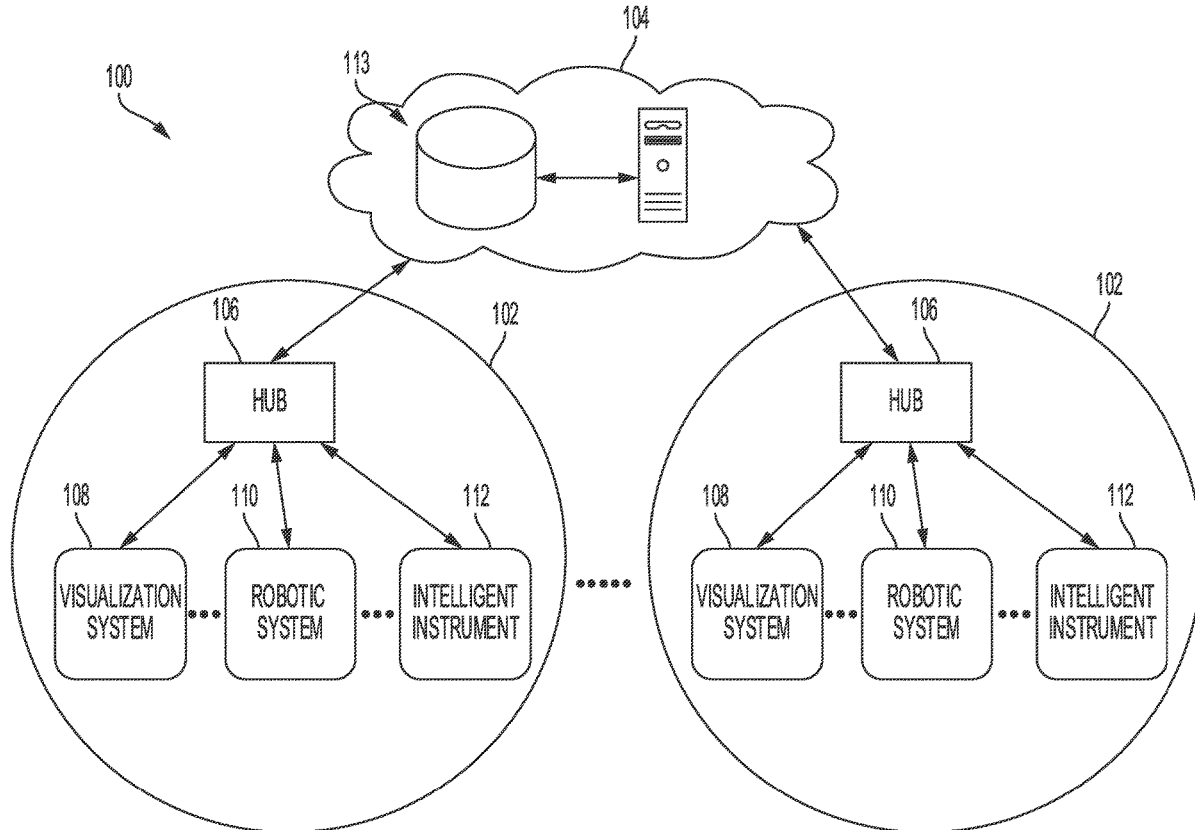 104
113
100
106
102
106
102
HUB
HUB
108
110
112
108
110
112
VISUALIZATION
SYSTEM
ROBOTIC
SYSTEM
INTELLIGENT
INSTRUMENT
VISUALIZATION
SYSTEM
ROBOTIC
SYSTEM
INTELLIGENT
INSTRUMENT